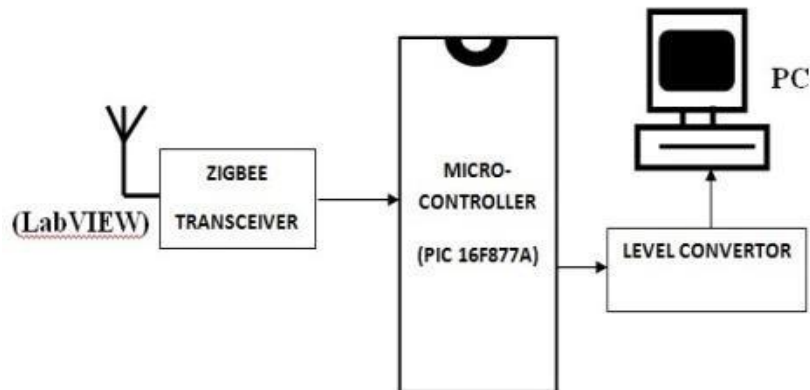 (LabVIEW)
ZIGBEE
TRANSCEIVER
MICRO-
CONTROLLER
(PIC 16F877A)
LEVEL CONVERTOR
PC